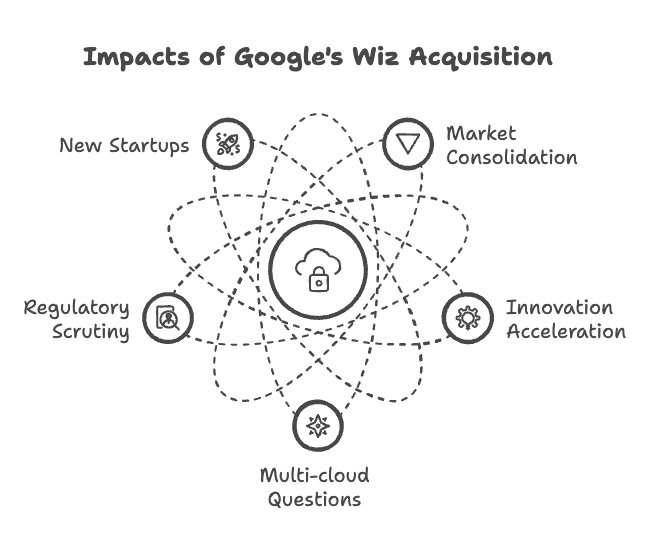 Impacts of Google's Wiz Acquisition
New Startups
Market
Consolidation
Regulatory
Scrutiny
Innovation
Acceleration
Multi-cloud
Questions